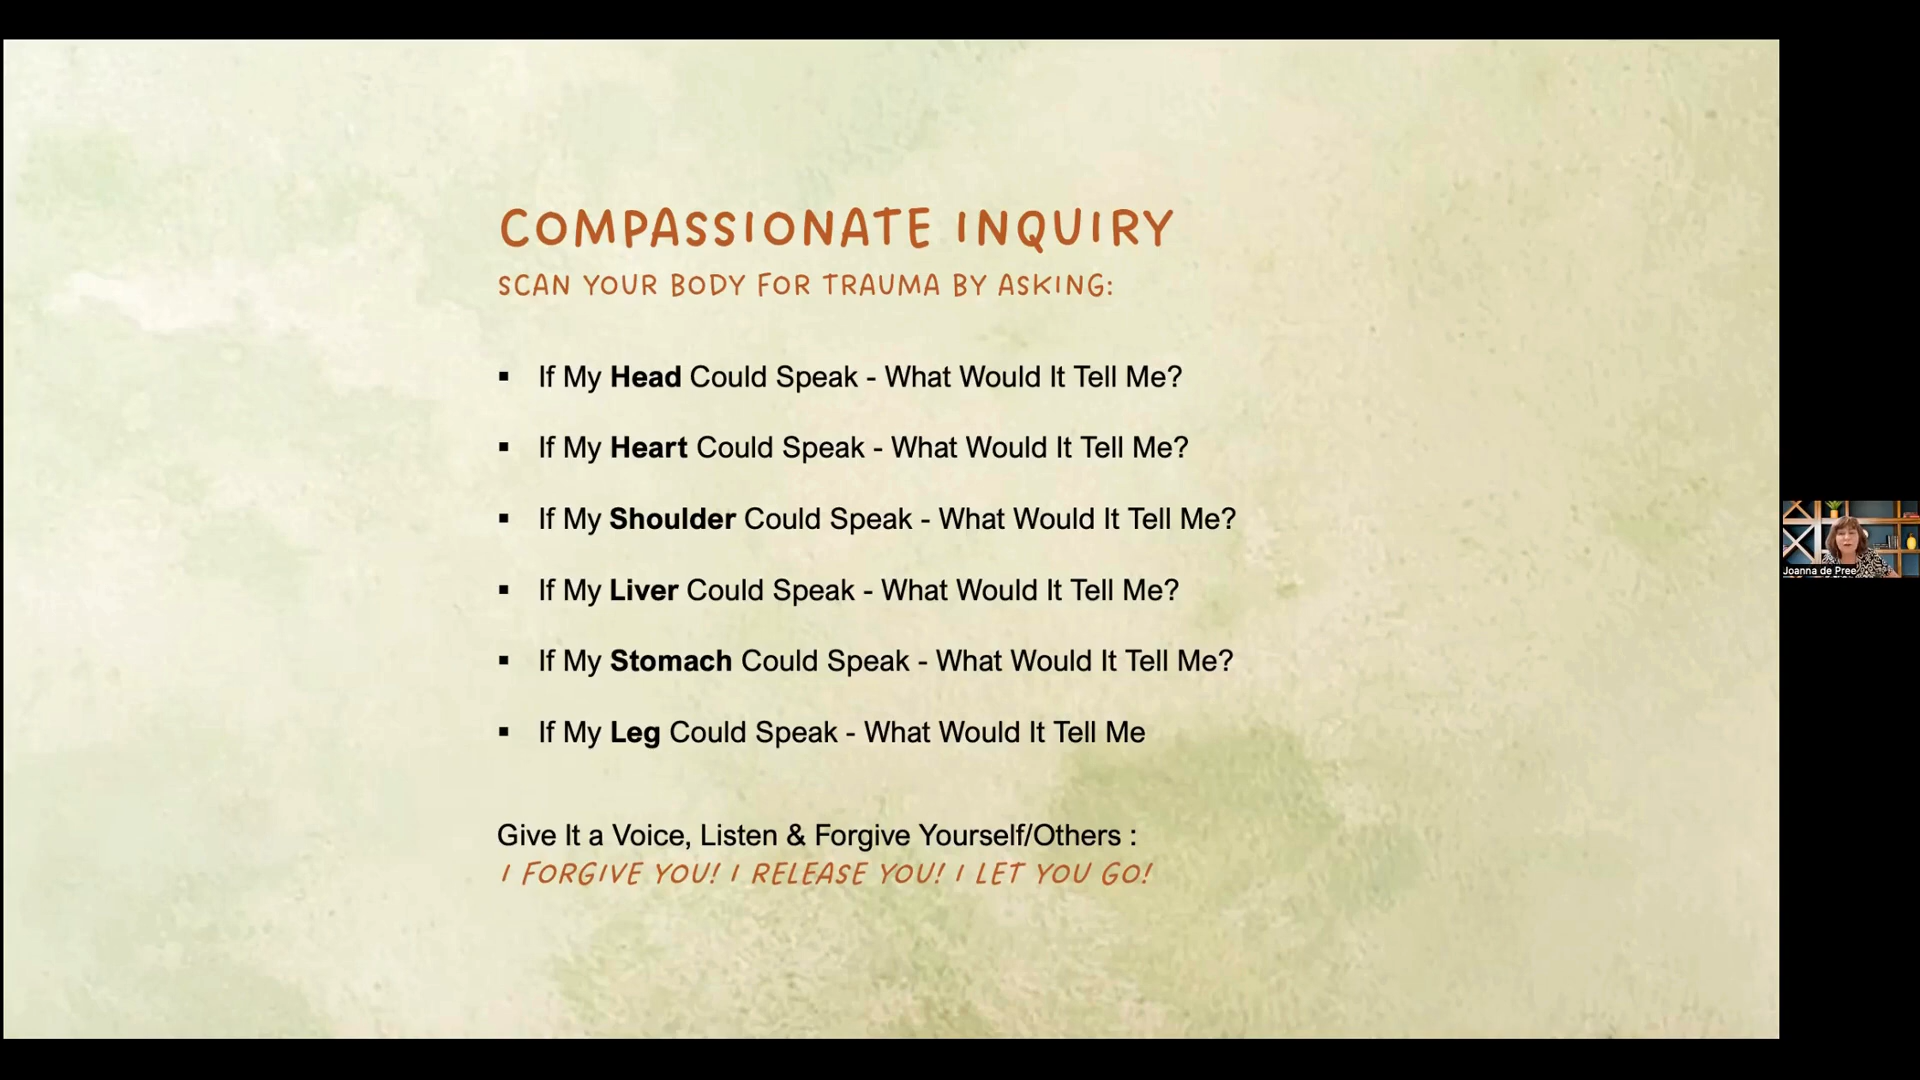 COMPASSIONATE INQUIRY
SCAN YOUR BODY FOR TRAUMA BY ASKING:
▪ If My Head Could Speak - What Would It Tell Me?
▪ If My Heart Could Speak - What Would It Tell Me?
▪ If My Shoulder Could Speak - What Would It Tell Me?
▪ If My Liver Could Speak - What Would It Tell Me?
▪ If My Stomach Could Speak - What Would It Tell Me?
▪ If My Leg Could Speak - What Would It Tell Me
Give It a Voice, Listen & Forgive Yourself/Others :
I FORGIVE YOU! I RELEASE YOU! I LET YOU GO!
Joanna de Pree